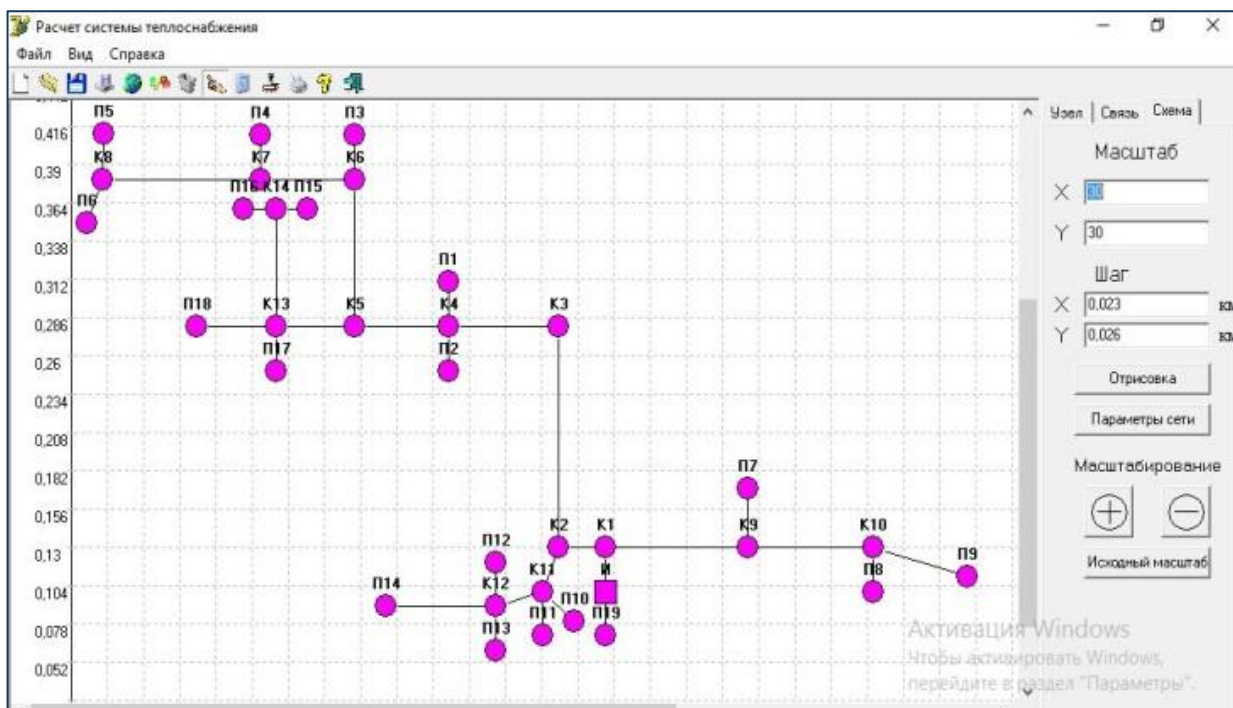 Расчет системы теплоснабжения
Файл Вид Справка
П5 П4 П3
0,416
К8 К7 К6
0,39
П6 П16 К14 П15
0,364
0,338
П1
0,312
П18 К13 К5 К4 К3
0,286
П17 П2
0,26
0,234
0,208
П7
0,182
0,156
К2 К1 К9 К10
0,13
П12 П9
П14 К12 К11 И П8
0,104
П13 П11 П10 П19
0,078
0,052
Узел Связь Схема
Масштаб
X 30
Y 30
Шаг
X 0,023 км
Y 0,026 км
Отрисовка
Параметры сети
Масштабирование
Исходный масштаб
Активация Windows
Чтобы активировать Windows,
перейдите в раздел "Параметры".